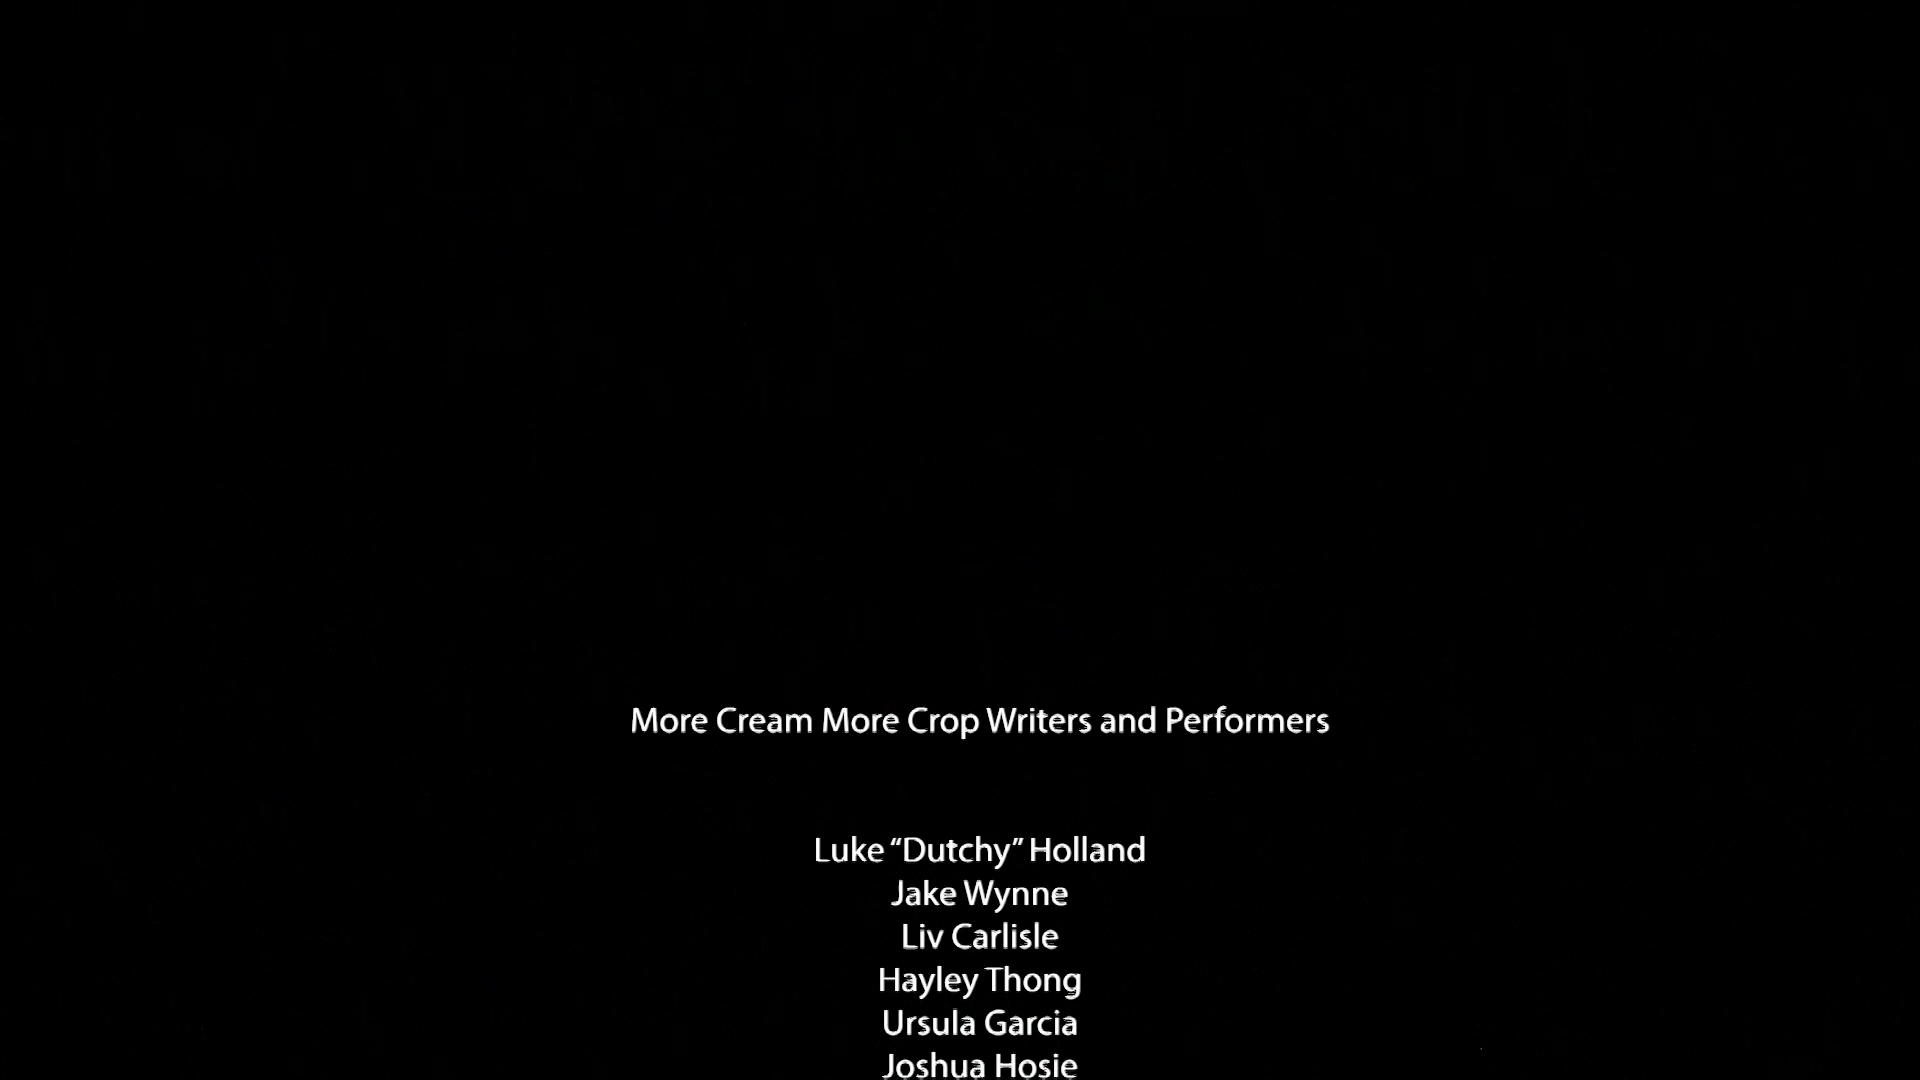 More Cream More Crop Writers and Performers
Luke “Dutchy” Holland
Jake Wynne
Liv Carlisle
Hayley Thong
Ursula Garcia
Joshua Hosie